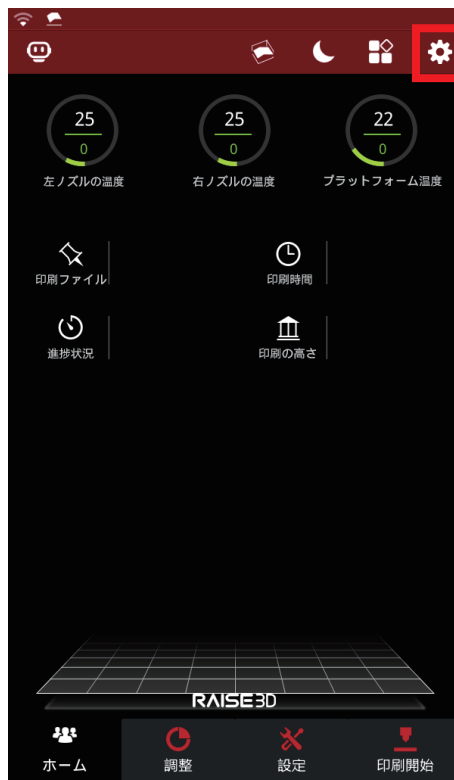 25
0
左ノズルの温度
25
0
右ノズルの温度
22
0
プラットフォーム温度
印刷ファイル
印刷時間
進捗状況
印刷の高さ
RAISE3D
ホーム
調整
設定
印刷開始